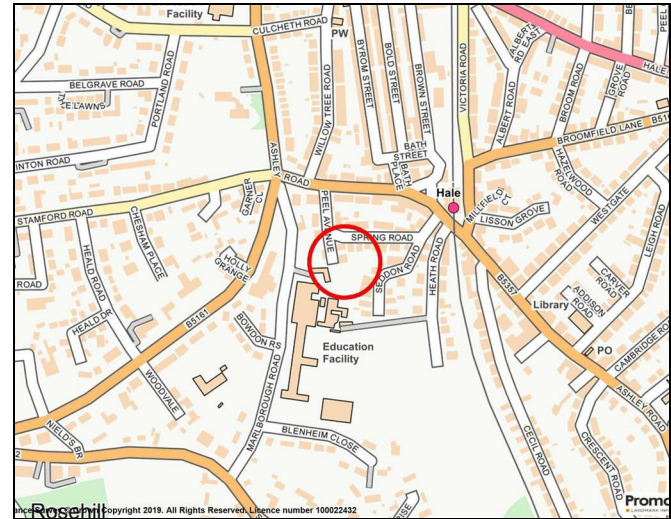 Facility
CULCHETH ROAD
PW
BELGRAVE ROAD
PORTLAND ROAD
WILLOW TREE ROAD
BYROM STREET
BOLD STREET
BROWN STREET
VICTORIA ROAD
ALBERT ROAD
BROOM ROAD
GROVE ROAD
HALE
BROOMFIELD LANE
HAZELWOOD ROAD
WESTGATE
LEIGH ROAD
BATH STREET
BATH PLACE
ASHLEY ROAD
STAMFORD ROAD
GARNER CL
PEEL AVENUE
Hale
MILLFIELD CT
LISSON GROVE
SPRING ROAD
SEDDON ROAD
HEATH ROAD
CHESHAM PLACE
HEALD ROAD
HOLLY GRANGE
ROAD
HEALD DR
B5161
BOWDON RS
WOODVALE
MARLBOROUGH ROAD
Education Facility
B5357
Library
CARVER ROAD
ADDISON ROAD
PO
CAMBRIDGE
ASHLEY ROAD
CRESCENT ROAD
CECIL ROAD
BLENHEIM CLOSE
NIELD'S BR
Rosehill
Copyright 2019. All Rights Reserved. Licence number 100022432